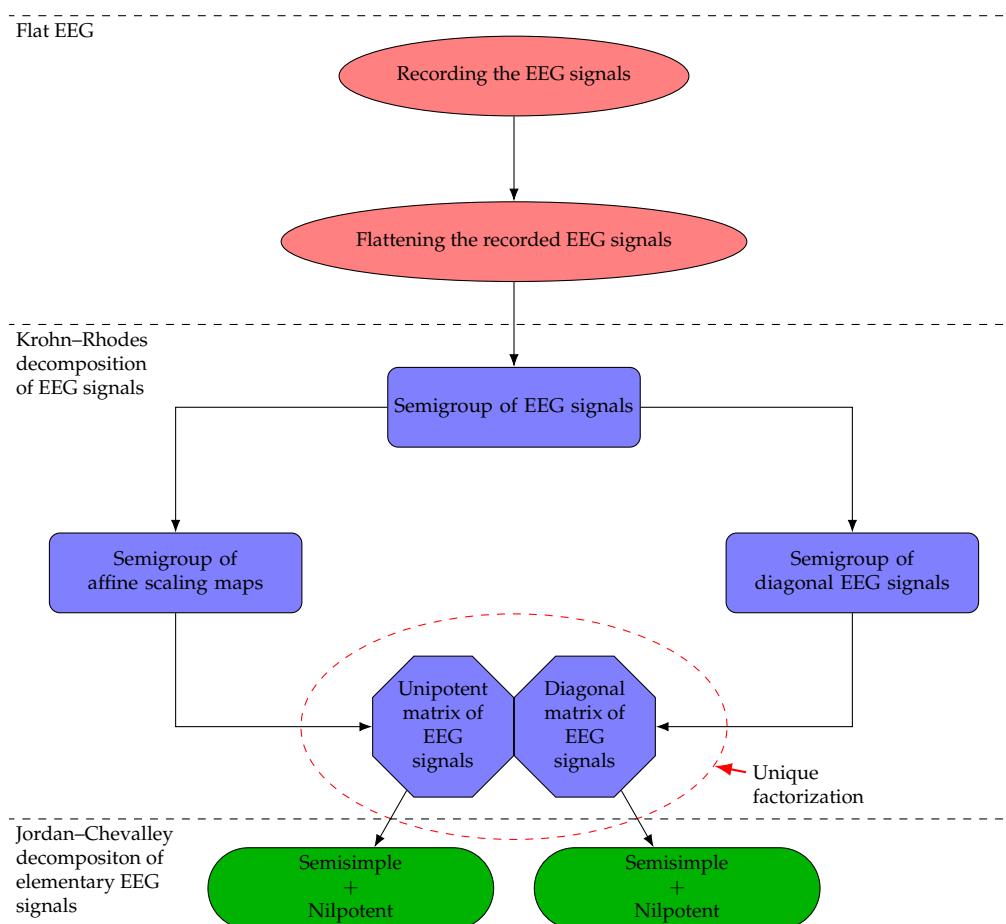 Flat EEG
Recording the EEG signals
Flattening the recorded EEG signals
Krohn–Rhodes
decomposition
of EEG signals
Semigroup of EEG signals
Semigroup of
affine scaling maps
Semigroup of
diagonal EEG signals
Unipotent
matrix of
EEG
signals
Diagonal
matrix of
EEG
signals
Unique
factorization
Jordan–Chevalley
decompositon of
elementary EEG
signals
Semisimple
+
Nilpotent
Semisimple
+
Nilpotent